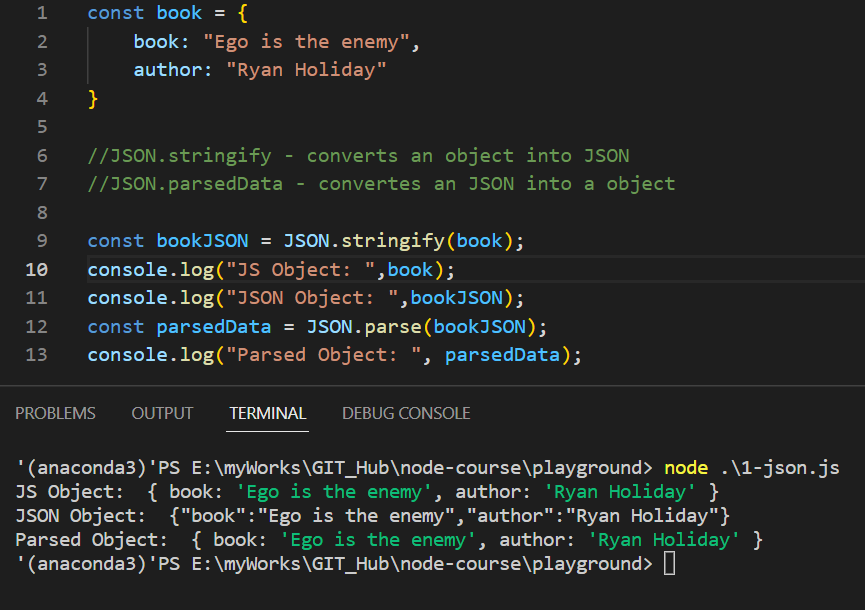 1 const book = {
2 book: "Ego is the enemy",
3 author: "Ryan Holiday"
4 }
5
6 //JSON.stringify - converts an object into JSON
7 //JSON.parsedData - convertes an JSON into a object
8
9 const bookJSON = JSON.stringify(book);
10 console.log("JS Object: ",book);
11 console.log("JSON Object: ",bookJSON);
12 const parsedData = JSON.parse(bookJSON);
13 console.log("Parsed Object: ", parsedData);
PROBLEMS OUTPUT TERMINAL DEBUG CONSOLE
'(anaconda3)'PS E:\myWorks\GIT_Hub\node-course\playground> node .\1-json.js
JS Object:  { book: 'Ego is the enemy', author: 'Ryan Holiday' }
JSON Object:  {"book":"Ego is the enemy","author":"Ryan Holiday"}
Parsed Object:  { book: 'Ego is the enemy', author: 'Ryan Holiday' }
'(anaconda3)'PS E:\myWorks\GIT_Hub\node-course\playground>